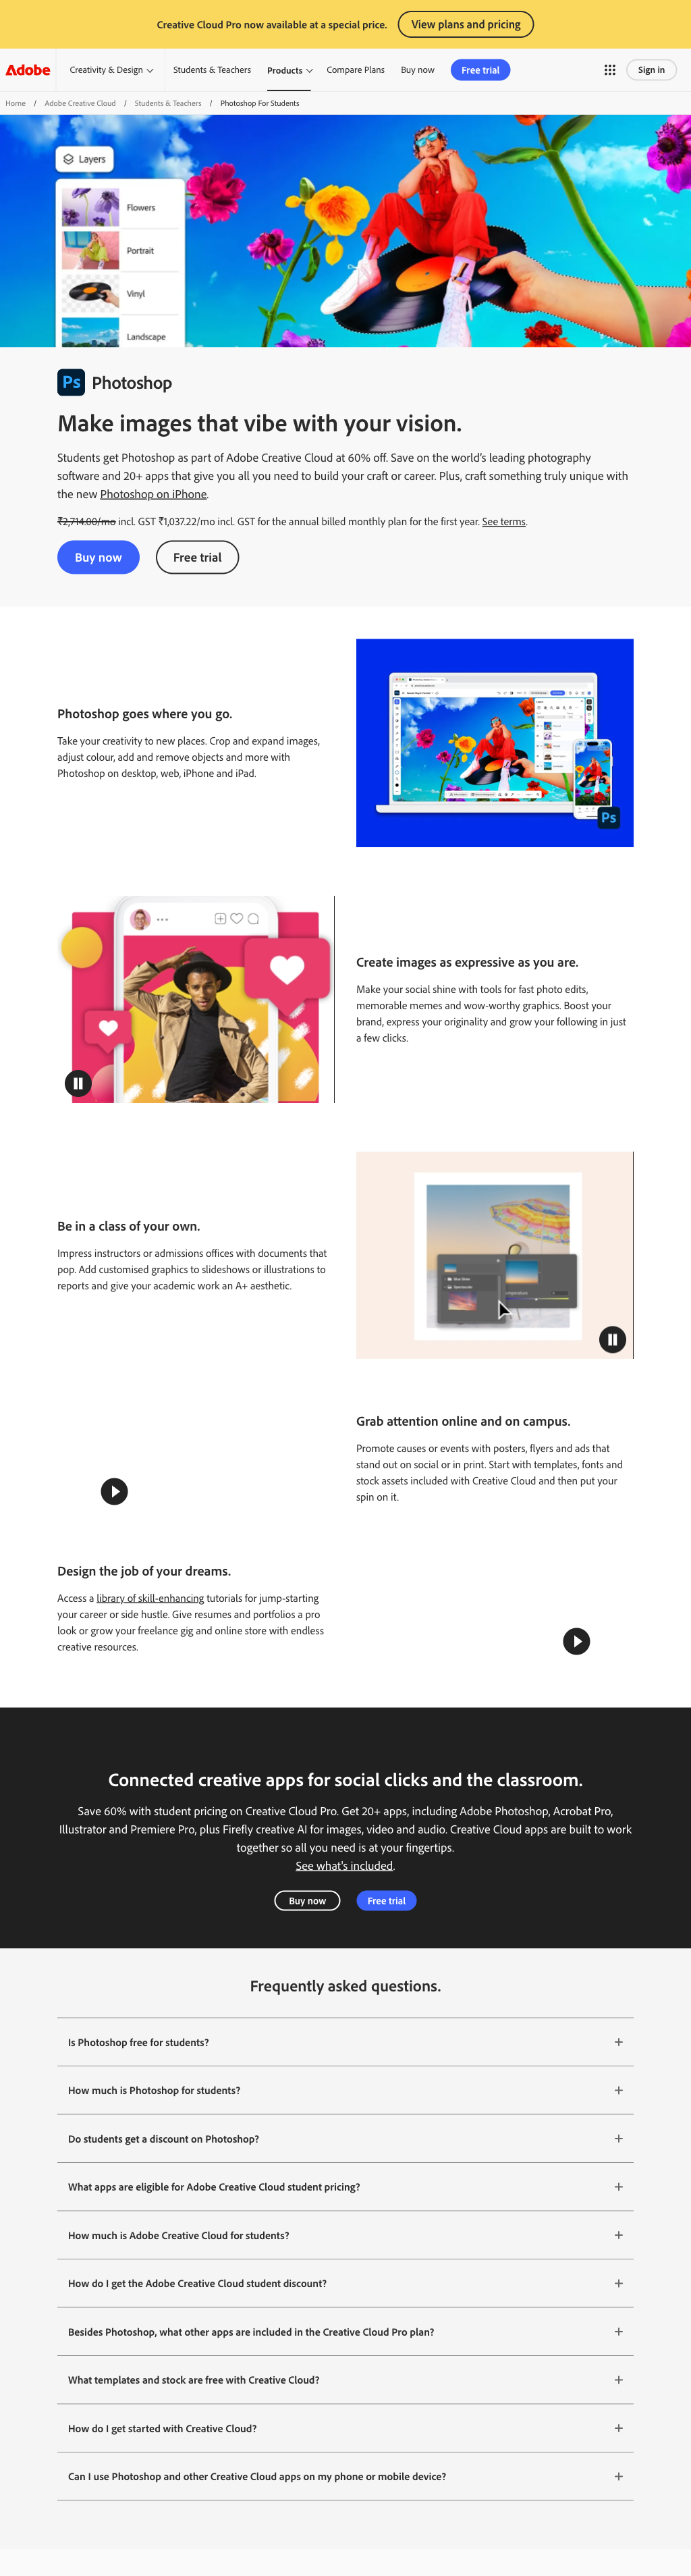 Creative Cloud Pro now available at a special price. View plans and pricing
Adobe Creativity & Design Students & Teachers Products Compare Plans Buy now Free trial Sign in
Home / Adobe Creative Cloud / Students & Teachers / Photoshop For Students
Layers
Flowers
Portrait
Vinyl
Landscape
Ps Photoshop
Make images that vibe with your vision.
Students get Photoshop as part of Adobe Creative Cloud at 60% off. Save on the world's leading photography
software and 20+ apps that give you all you need to build your craft or career. Plus, craft something truly unique with
the new Photoshop on iPhone.
₹2,714.00/mo incl. GST ₹1,037.22/mo incl. GST for the annual billed monthly plan for the first year. See terms.
Buy now Free trial
Photoshop goes where you go.
Take your creativity to new places. Crop and expand images,
adjust colour, add and remove objects and more with
Photoshop on desktop, web, iPhone and iPad.
Ps
Create images as expressive as you are.
Make your social shine with tools for fast photo edits,
memorable memes and wow-worthy graphics. Boost your
brand, express your originality and grow your following in just
a few clicks.
Be in a class of your own.
Impress instructors or admissions offices with documents that
pop. Add customised graphics to slideshows or illustrations to
reports and give your academic work an A+ aesthetic.
Grab attention online and on campus.
Promote causes or events with posters, flyers and ads that
stand out on social or in print. Start with templates, fonts and
stock assets included with Creative Cloud and then put your
spin on it.
Design the job of your dreams.
Access a library of skill-enhancing tutorials for jump-starting
your career or side hustle. Give resumes and portfolios a pro
look or grow your freelance gig and online store with endless
creative resources.
Connected creative apps for social clicks and the classroom.
Save 60% with student pricing on Creative Cloud Pro. Get 20+ apps, including Adobe Photoshop, Acrobat Pro,
Illustrator and Premiere Pro, plus Firefly creative AI for images, video and audio. Creative Cloud apps are built to work
together so all you need is at your fingertips.
See what's included.
Buy now Free trial
Frequently asked questions.
Is Photoshop free for students?
How much is Photoshop for students?
Do students get a discount on Photoshop?
What apps are eligible for Adobe Creative Cloud student pricing?
How much is Adobe Creative Cloud for students?
How do I get the Adobe Creative Cloud student discount?
Besides Photoshop, what other apps are included in the Creative Cloud Pro plan?
What templates and stock are free with Creative Cloud?
How do I get started with Creative Cloud?
Can I use Photoshop and other Creative Cloud apps on my phone or mobile device?